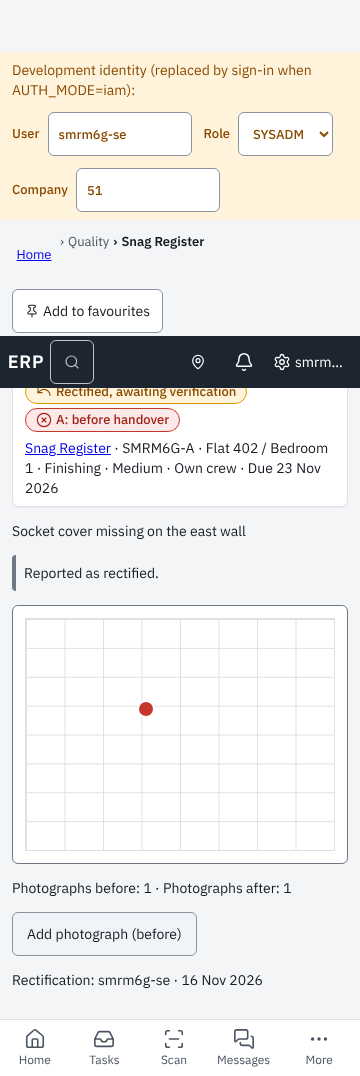 Development identity (replaced by sign-in when
AUTH_MODE=iam):
User smrm6g-se Role SYSADM
Company 51
Home › Quality › Snag Register
Add to favourites
ERP smrm...
Rectified, awaiting verification
A: before handover
Snag Register · SMRM6G-A · Flat 402 / Bedroom
1 · Finishing · Medium · Own crew · Due 23 Nov
2026
Socket cover missing on the east wall
Reported as rectified.
Photographs before: 1 · Photographs after: 1
Add photograph (before)
Rectification: smrm6g-se · 16 Nov 2026
Home Tasks Scan Messages More